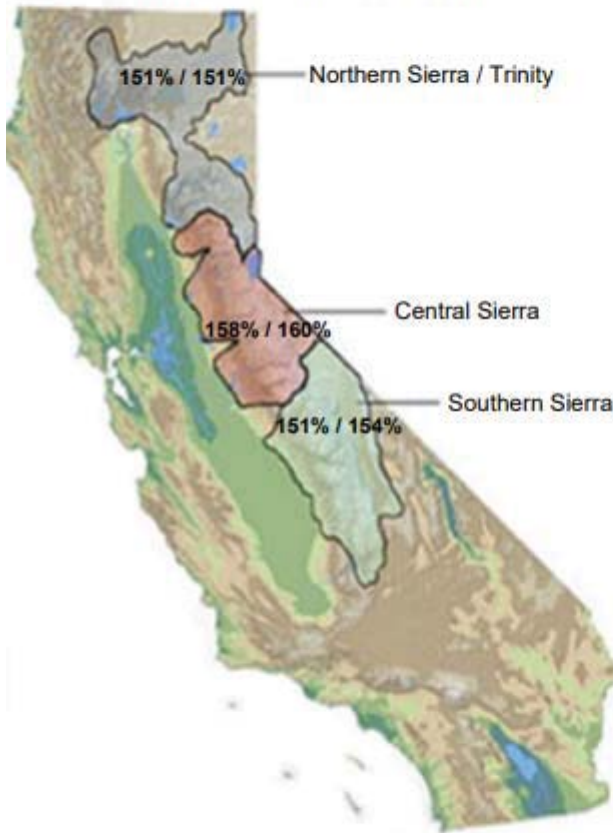 151% / 151%
Northern Sierra / Trinity
158% / 160%
Central Sierra
151% / 154%
Southern Sierra